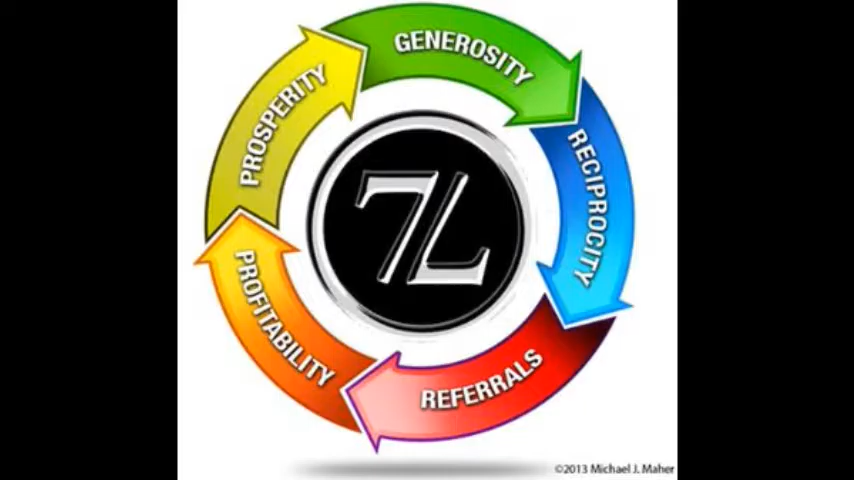 GENEROSITY
RECIPROCITY
REFERRALS
PROFITABILITY
PROSPERITY
7L
©2013 Michael J. Maher